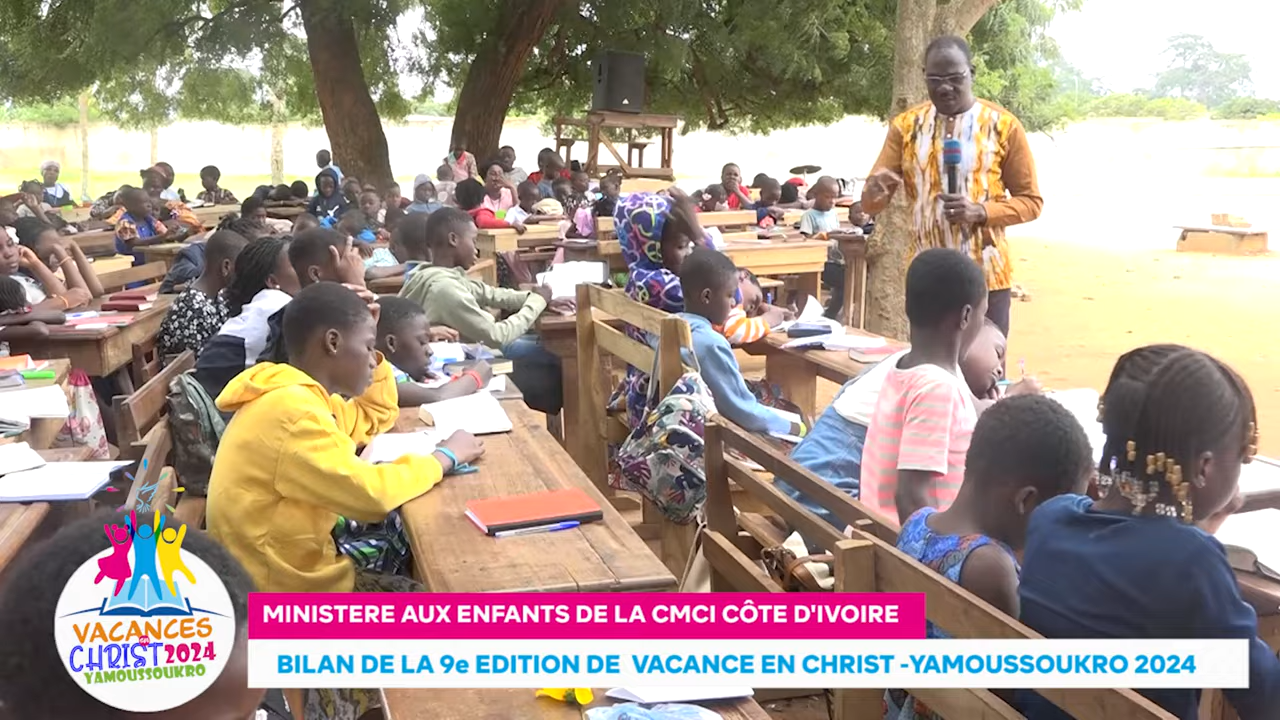 MINISTERE AUX ENFANTS DE LA CMCI CÔTE D'IVOIRE
BILAN DE LA 9e EDITION DE VACANCE EN CHRIST -YAMOUSSOUKRO 2024
VACANCES
en
CHRIST 2024
YAMOUSSOUKRO